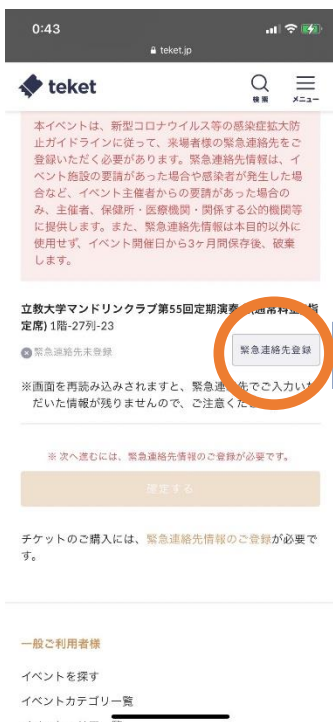 0:43
teket.jp
teket
検索
メニュー
本イベントは、新型コロナウイルス等の感染症拡大防
止ガイドラインに従って、来場者様の緊急連絡先をご
登録いただく必要があります。緊急連絡先情報は、イ
ベント施設の要請があった場合や感染者が発生した場
合など、イベント主催者からの要請があった場合の
み、主催者、保健所・医療機関・関係する公的機関等
に提供します。また、緊急連絡先情報は本目的以外に
使用せず、イベント開催日から3ヶ月間保存後、破棄
します。
立教大学マンドリンクラブ第55回定期演奏 (通常料金 指
定席) 1階-27列-23
緊急連絡先未登録
緊急連絡先登録
※画面を再読み込みされますと、緊急連 先でご入力いた
だいた情報が残りませんので、ご注意くだ
※ 次へ進むには、緊急連絡先情報のご登録が必要です。
確定する
チケットのご購入には、緊急連絡先情報のご登録が必要で
す。
一般ご利用者様
イベントを探す
イベントカテゴリ一覧